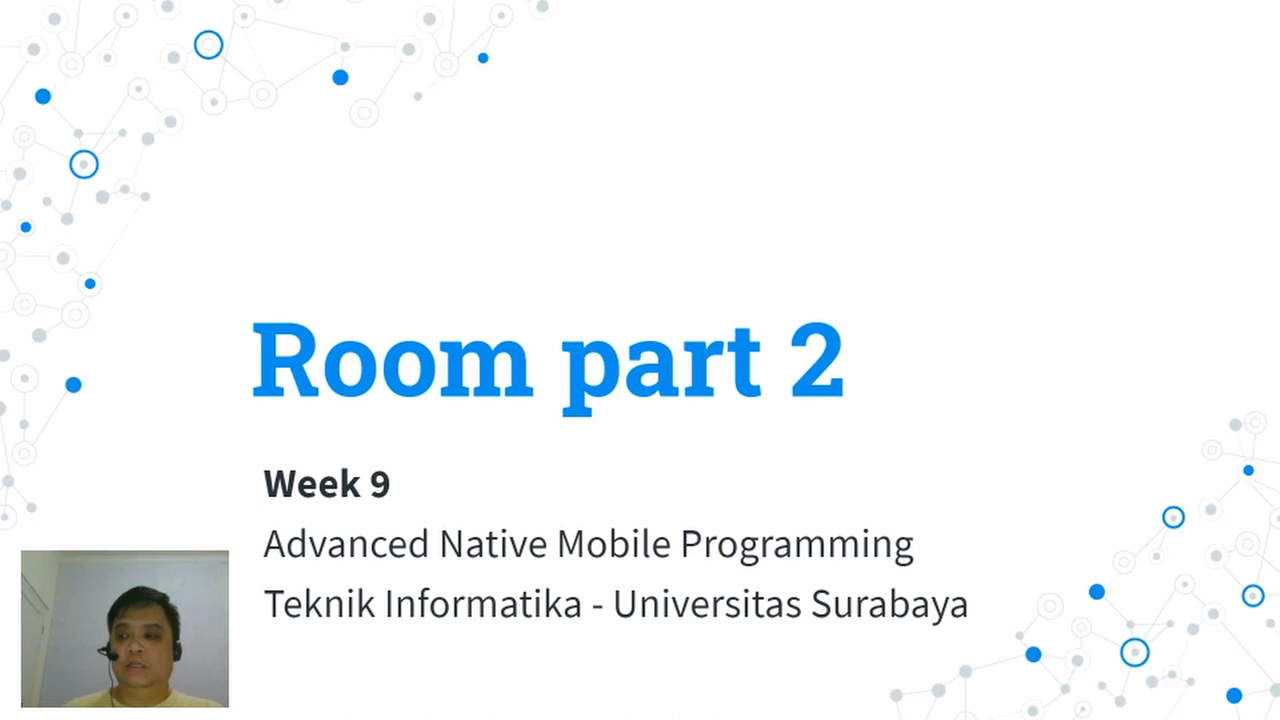 Room part 2
Week 9
Advanced Native Mobile Programming
Teknik Informatika - Universitas Surabaya